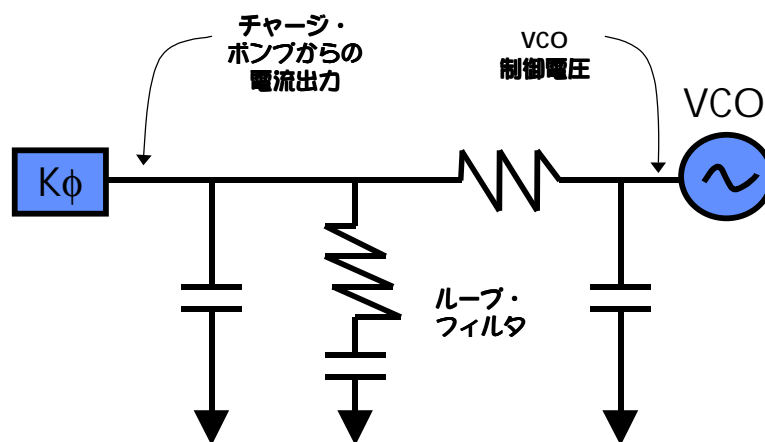 チャージ・
ポンプからの
電流出力
VCO
制御電圧
VCO
Kφ
ループ・
フィルタ